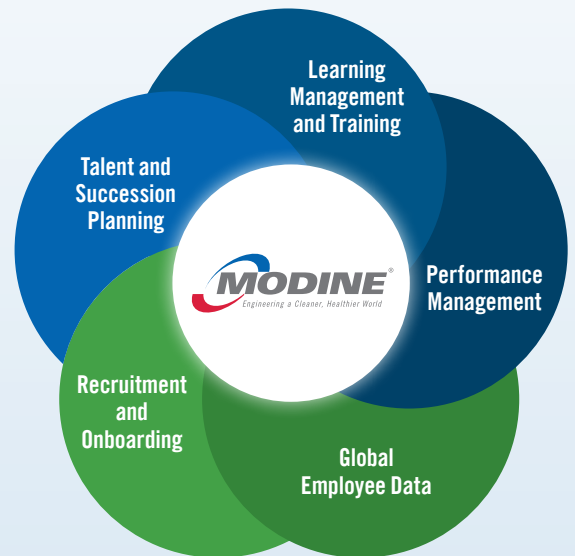 Learning
Management
and Training
Talent and
Succession
Planning
Performance
Management
MODINE®
Engineering a Cleaner, Healthier World
Recruitment
and
Onboarding
Global
Employee Data